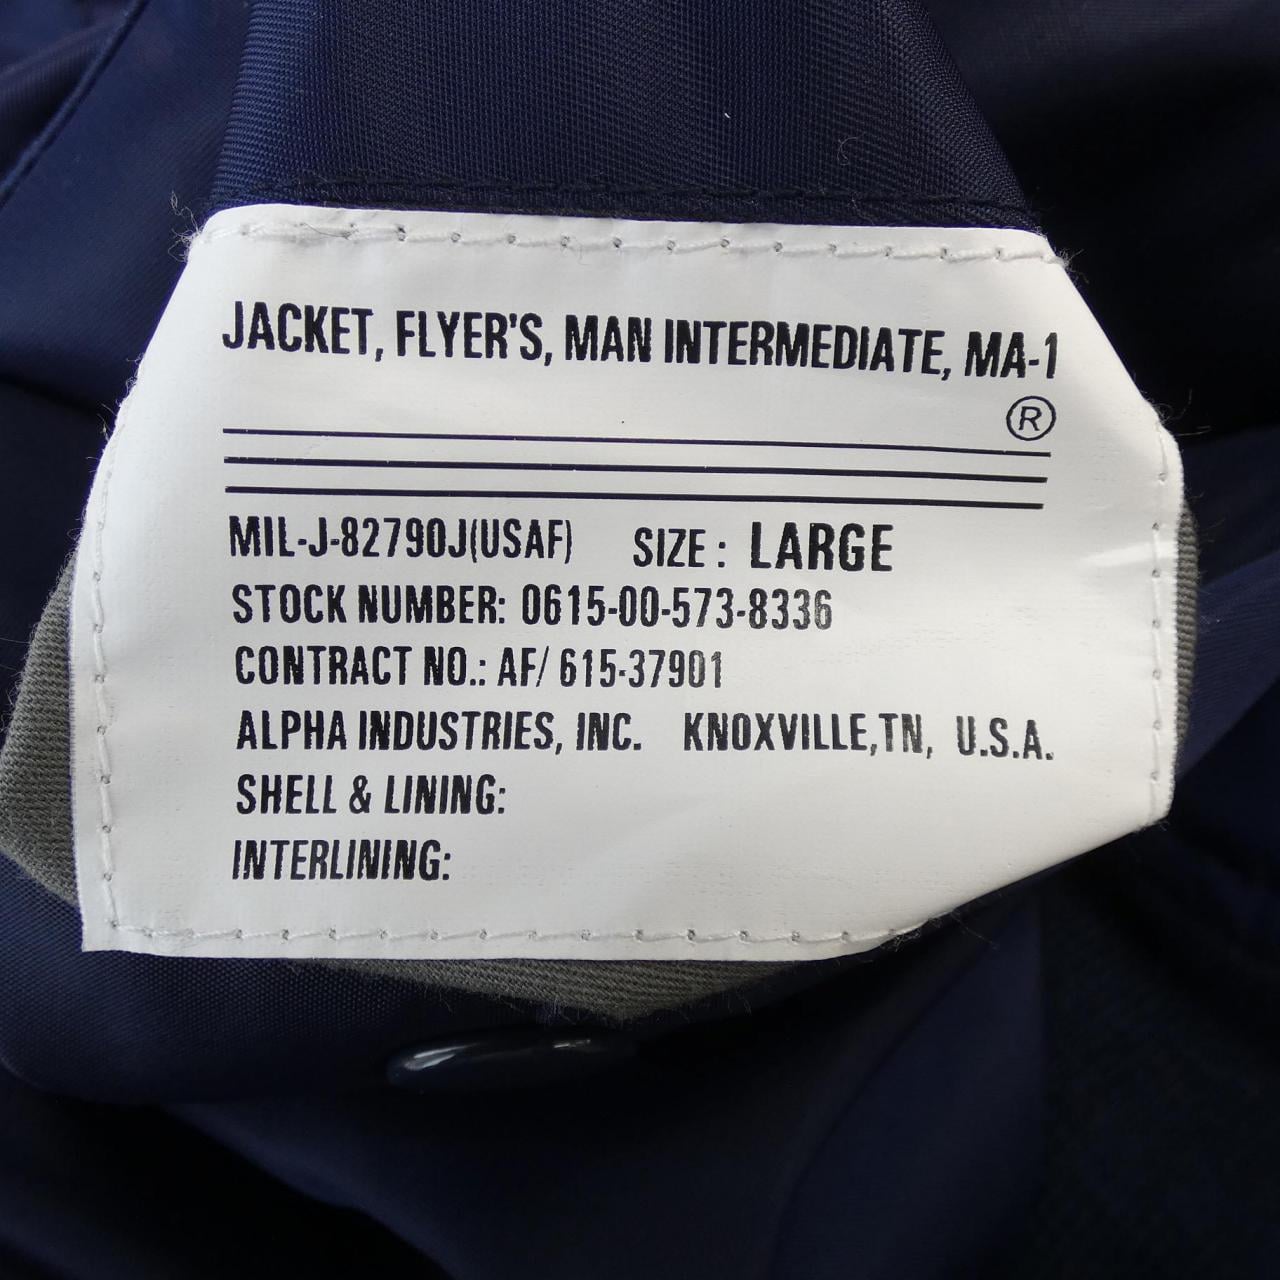 JACKET, FLYER'S, MAN INTERMEDIATE, MA-1
®
MIL-J-82790J(USAF) SIZE : LARGE
STOCK NUMBER: 0615-00-573-8336
CONTRACT NO.: AF/ 615-37901
ALPHA INDUSTRIES, INC. KNOXVILLE,TN, U.S.A.
SHELL & LINING:
INTERLINING: